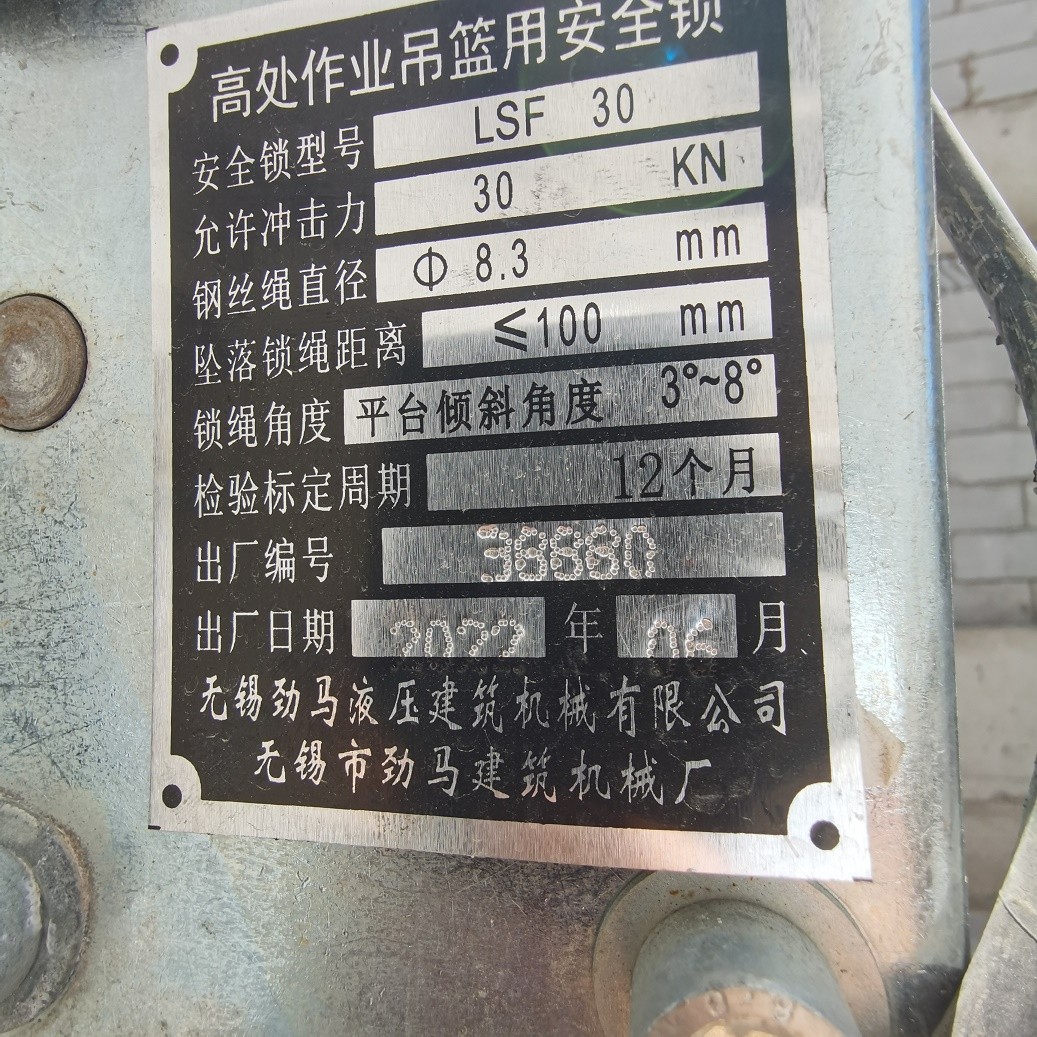 高处作业吊篮用安全锁
安全锁型号 LSF 30
允许冲击力 30 KN
钢丝绳直径 Φ 8.3 mm
坠落锁绳距离 ≤100 mm
锁绳角度 平台倾斜角度 3°~8°
检验标定周期 12个月
出厂编号 38680
出厂日期 2022 年 06 月
无锡劲马液压建筑机械有限公司
无锡市劲马建筑机械厂